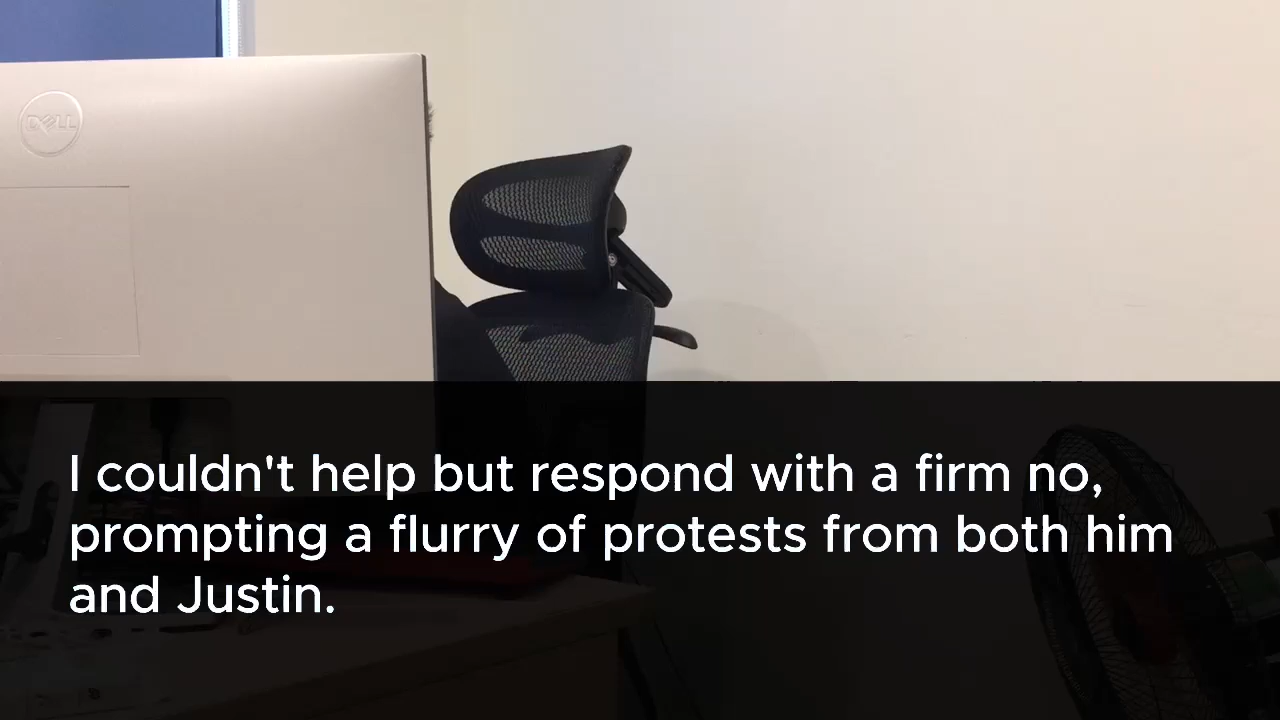 DELL
I couldn't help but respond with a firm no,
prompting a flurry of protests from both him
and Justin.